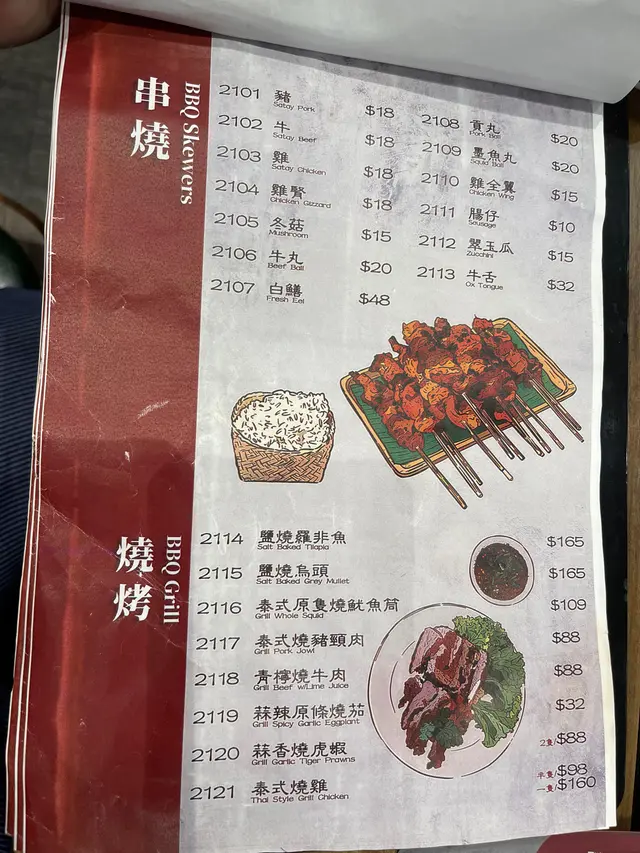 串燒
BBQ Skewers
2101 豬 $18
Satay Pork
2102 牛 $18
Satay Beef
2103 雞 $18
Satay Chicken
2104 雞腎 $18
Chicken Gizzard
2105 冬菇 $15
Mushroom
2106 牛丸 $20
Beef Ball
2107 白鱔 $48
Fresh Eel
2108 貢丸 $20
Pork Ball
2109 墨魚丸 $20
Squid Ball
2110 雞全翼 $15
Chicken Wing
2111 腸仔 $10
Sausage
2112 翠玉瓜 $15
Zucchini
2113 牛舌 $32
Ox Tongue
燒烤
BBQ Grill
2114 鹽燒羅非魚 $165
Salt Baked Tilapia
2115 鹽燒烏頭 $165
Salt Baked Grey Mullet
2116 泰式原隻燒魷魚筒 $109
Grill Whole Squid
2117 泰式燒豬頸肉 $88
Grill Pork Jowl
2118 青檸燒牛肉 $88
Grill Beef w/Lime Juice
2119 蒜辣原條燒茄 $32
Grill Spicy Garlic Eggplant
2120 蒜香燒虎蝦 2隻/$88
Grill Garlic Tiger Prawns
2121 泰式燒雞 半隻/$98
Thai Style Grill Chicken 一隻/$160